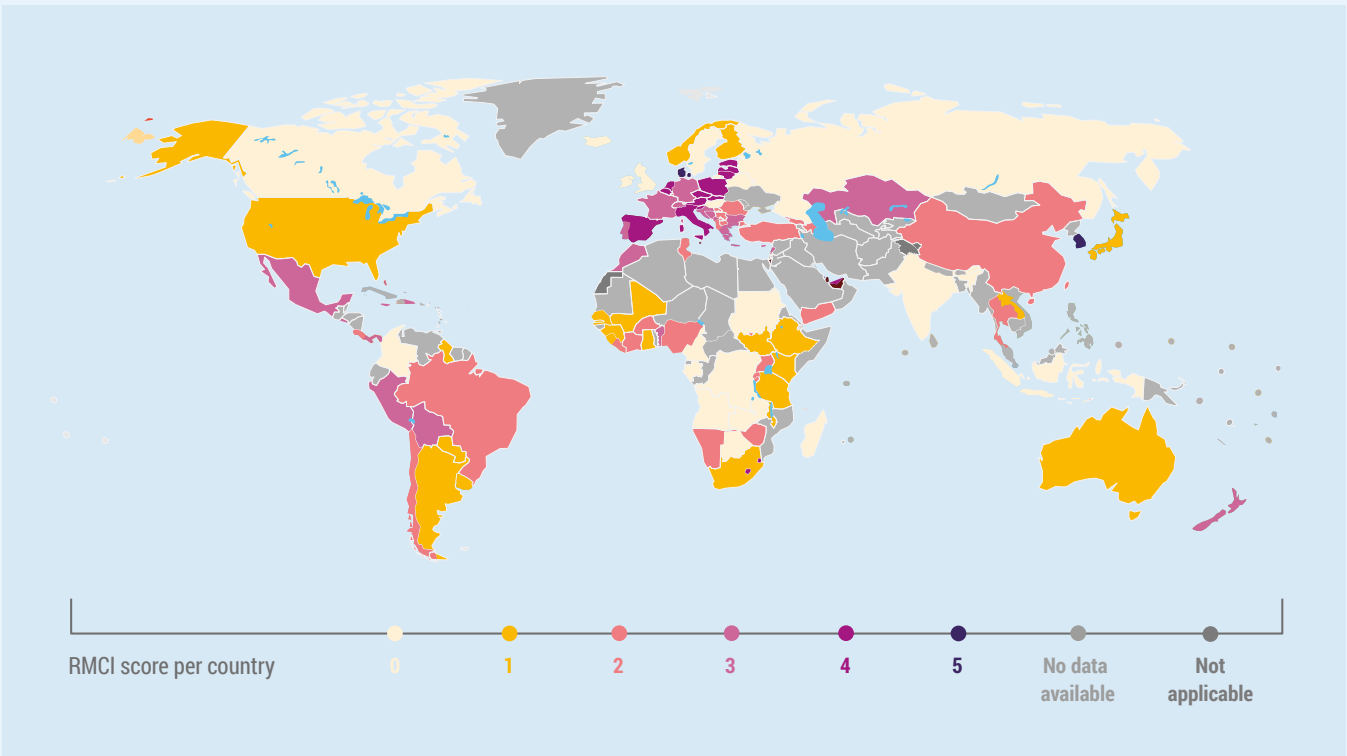 RMCI score per country
0
1
2
3
4
5
No data
available
Not
applicable